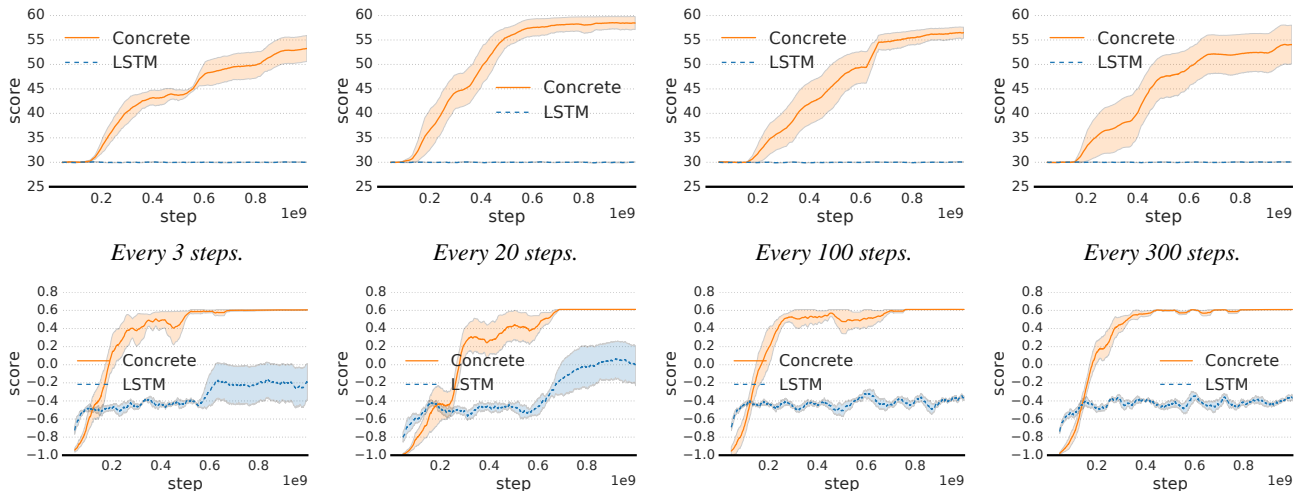 60
55
50
45
40
35
30
25
score
Concrete
LSTM
0.2 0.4 0.6 0.8
step
1e9
60
55
50
45
40
35
30
25
score
Concrete
LSTM
0.2 0.4 0.6 0.8
step
1e9
60
55
50
45
40
35
30
25
score
Concrete
LSTM
0.2 0.4 0.6 0.8
step
1e9
60
55
50
45
40
35
30
25
score
Concrete
LSTM
0.2 0.4 0.6 0.8
step
1e9
Every 3 steps.
Every 20 steps.
Every 100 steps.
Every 300 steps.
0.8
0.6
0.4
0.2
0.0
−0.2
−0.4
−0.6
−0.8
−1.0
score
Concrete
LSTM
0.2 0.4 0.6 0.8
step
1e9
0.8
0.6
0.4
0.2
0.0
−0.2
−0.4
−0.6
−0.8
−1.0
score
Concrete
LSTM
0.2 0.4 0.6 0.8
step
1e9
0.8
0.6
0.4
0.2
0.0
−0.2
−0.4
−0.6
−0.8
−1.0
score
Concrete
LSTM
0.2 0.4 0.6 0.8
step
1e9
0.8
0.6
0.4
0.2
0.0
−0.2
−0.4
−0.6
−0.8
−1.0
score
Concrete
LSTM
0.2 0.4 0.6 0.8
step
1e9